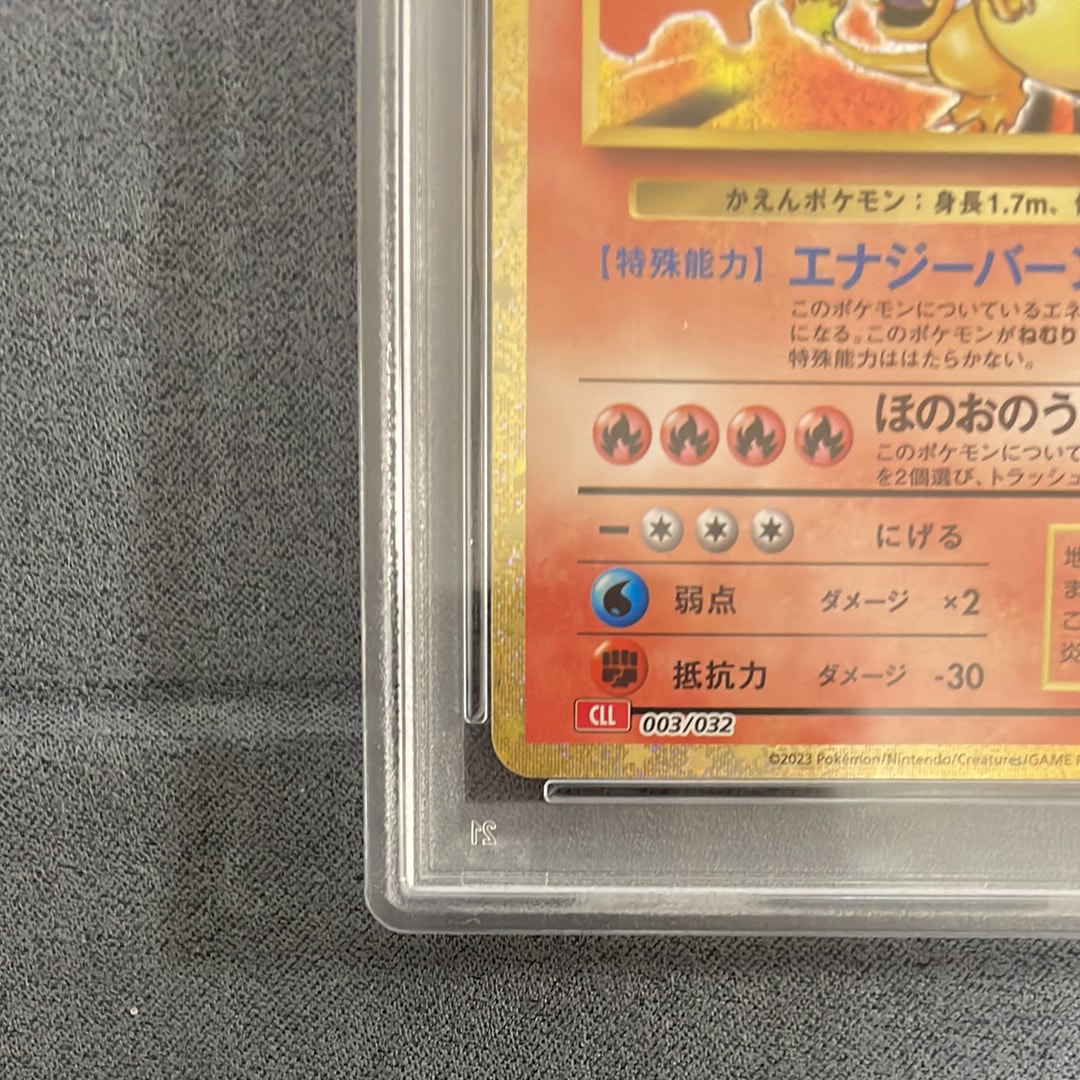 かえんポケモン：身長1.7m、
【特殊能力】 エナジーバーン
このポケモンについているエネ
になる。このポケモンがねむり
特殊能力ははたらかない。
ほのおのう
このポケモンについて
を2個選び、トラッシュ
にげる
弱点 ダメージ ×2
抵抗力 ダメージ -30
地
ま
こ
炎
CLL 003/032
©2023 Pokémon/Nintendo/Creatures/GAME